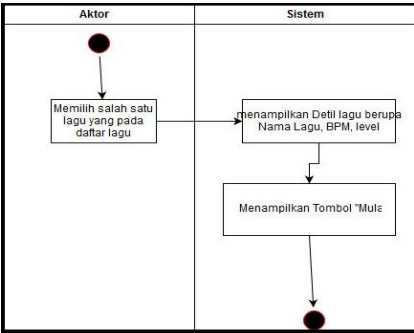 Aktor
Sistem
Memilih salah satu
lagu yang pada
daftar lagu
menampilkan Detil lagu berupa
Nama Lagu, BPM, level
Menampilkan Tombol "Mula